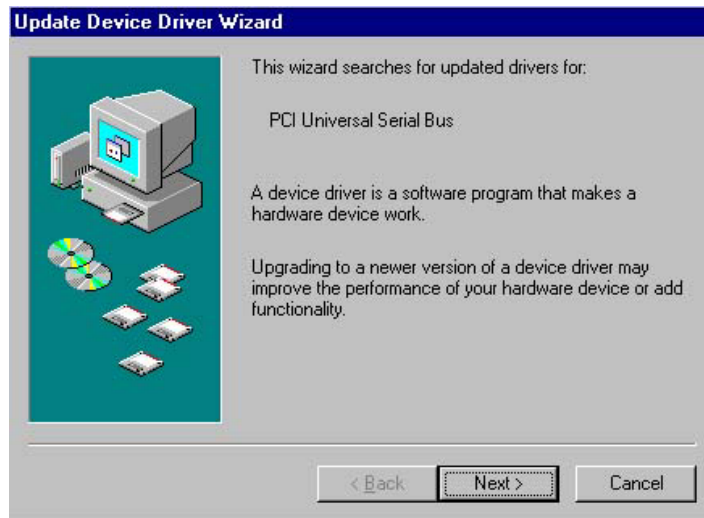 Update Device Driver Wizard
This wizard searches for updated drivers for:
PCI Universal Serial Bus
A device driver is a software program that makes a
hardware device work.
Upgrading to a newer version of a device driver may
improve the performance of your hardware device or add
functionality.
< Back
Next >
Cancel